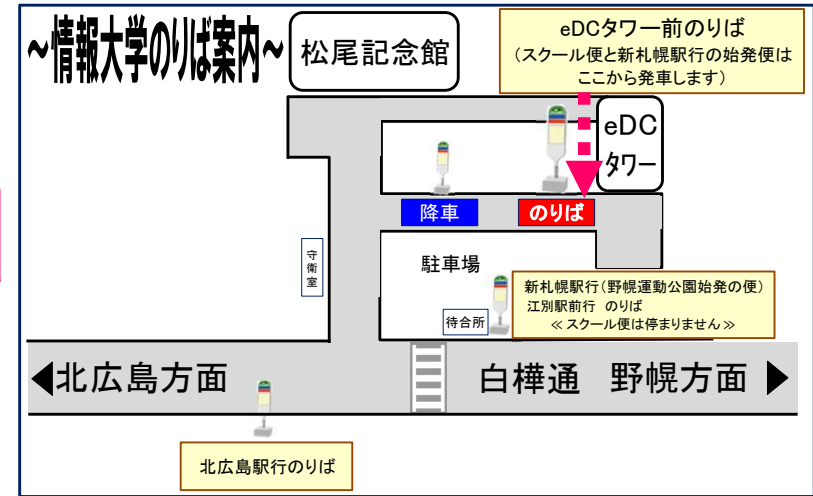 ～情報大学のりば案内～
松尾記念館
eDCタワー前のりば
（スクール便と新札幌駅行の始発便は
ここから発車します）
eDC
タワー
降車
のりば
守衛室
駐車場
待合所
新札幌駅行（野幌運動公園始発の便）
江別駅前行 のりば
≪ スクール便は停まりません ≫
◀北広島方面
白樺通 野幌方面 ▶
北広島駅行のりば